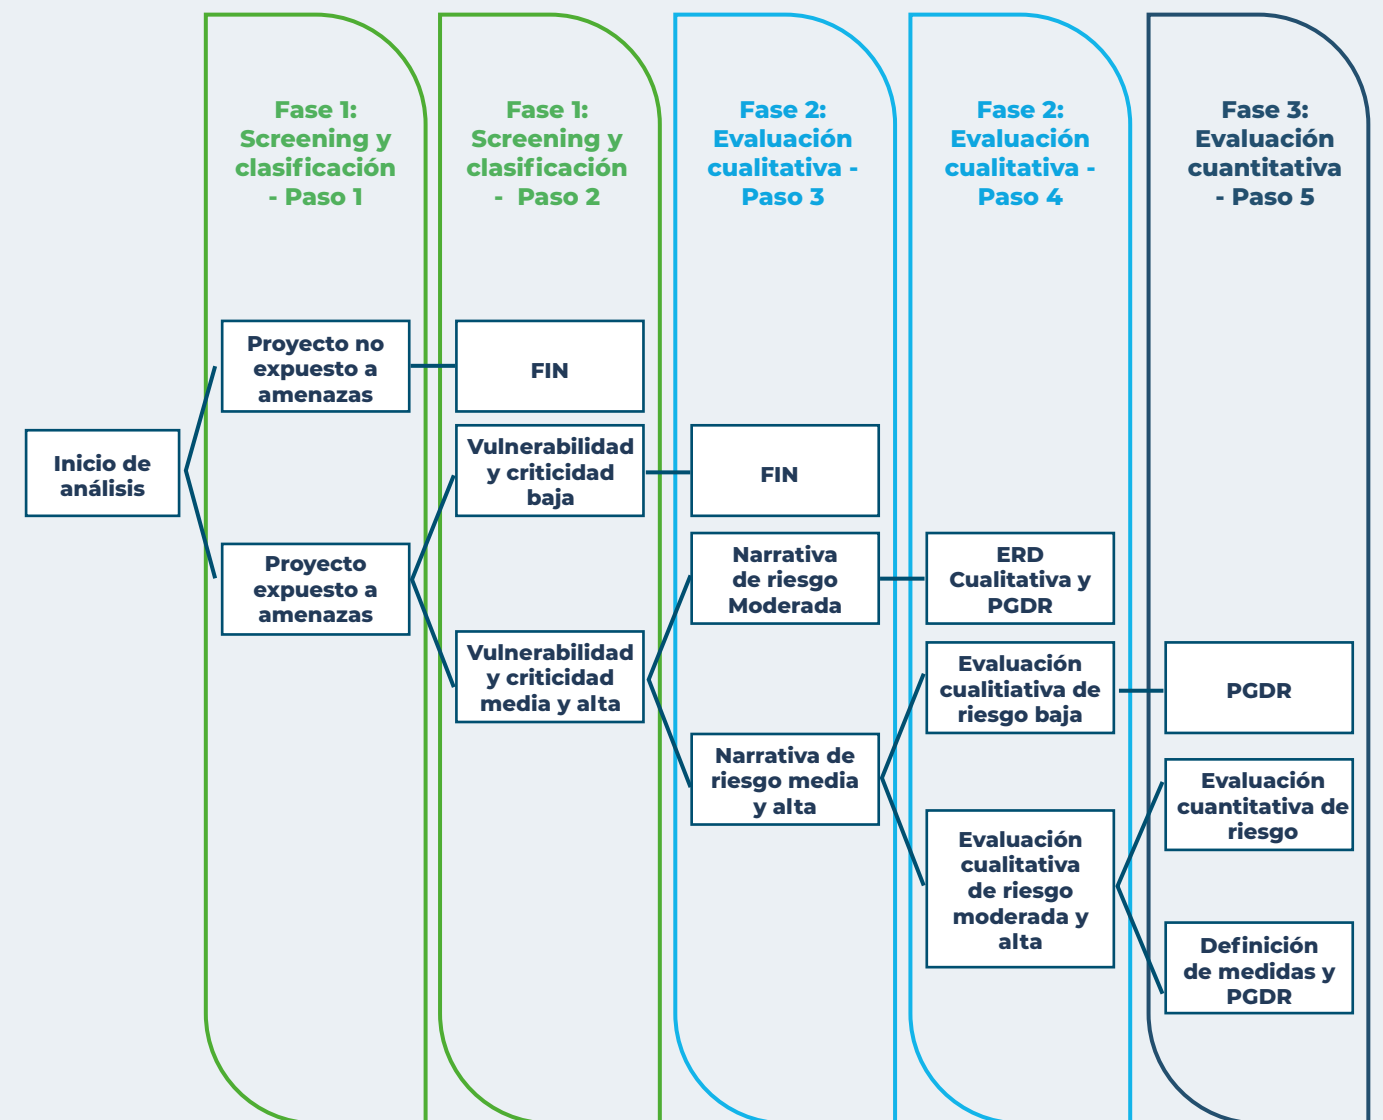 Fase 1:
Screening y
clasificación
- Paso 1
Fase 1:
Screening y
clasificación
- Paso 2
Fase 2:
Evaluación
cualitativa -
Paso 3
Fase 2:
Evaluación
cualitativa -
Paso 4
Fase 3:
Evaluación
cuantitativa
- Paso 5
Inicio de
análisis
Proyecto no
expuesto a
amenazas
Proyecto
expuesto a
amenazas
FIN
Vulnerabilidad
y criticidad
baja
Vulnerabilidad
y criticidad
media y alta
FIN
Narrativa
de riesgo
Moderada
Narrativa de
riesgo media
y alta
ERD
Cualitativa y
PGDR
Evaluación
cualitiativa de
riesgo baja
Evaluación
cualitativa
de riesgo
moderada y
alta
PGDR
Evaluación
cuantitativa de
riesgo
Definición
de medidas y
PGDR